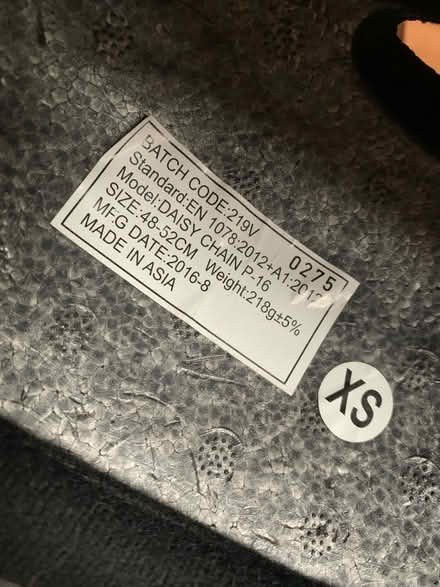 BATCH CODE:219V 0275
Standard:EN 1078:2012+A1:2012
Model:DAISY CHAIN P-16
SIZE:48-52CM Weight:218g±5%
MFG DATE:2016-8
MADE IN ASIA
XS